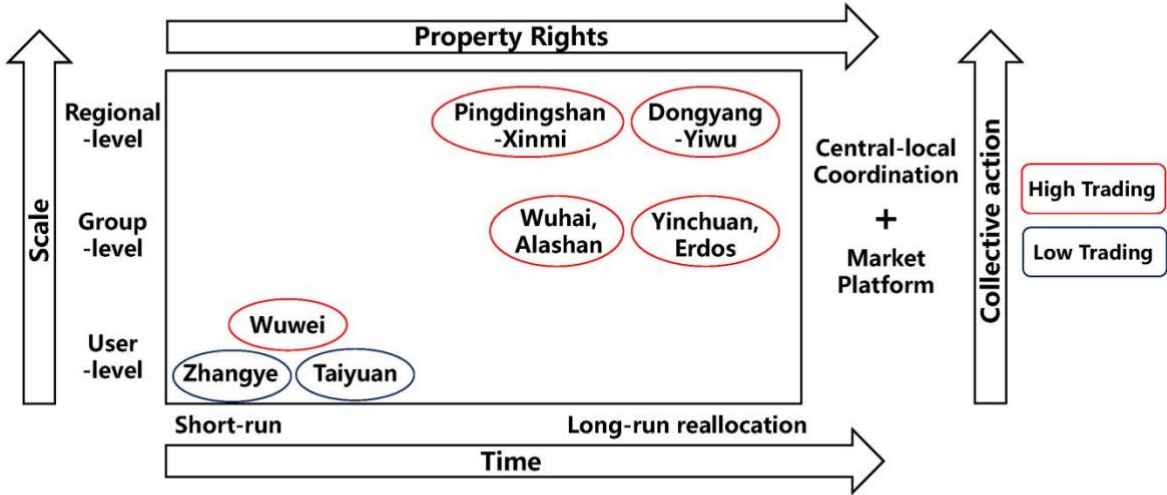 Property Rights
Scale
Regional
-level
Pingdingshan
-Xinmi
Dongyang
-Yiwu
Group
-level
Wuhai,
Alashan
Yinchuan,
Erdos
User
-level
Wuwei
Zhangye
Taiyuan
Central-local
Coordination
+
Market
Platform
Collective action
High Trading
Low Trading
Short-run
Long-run reallocation
Time